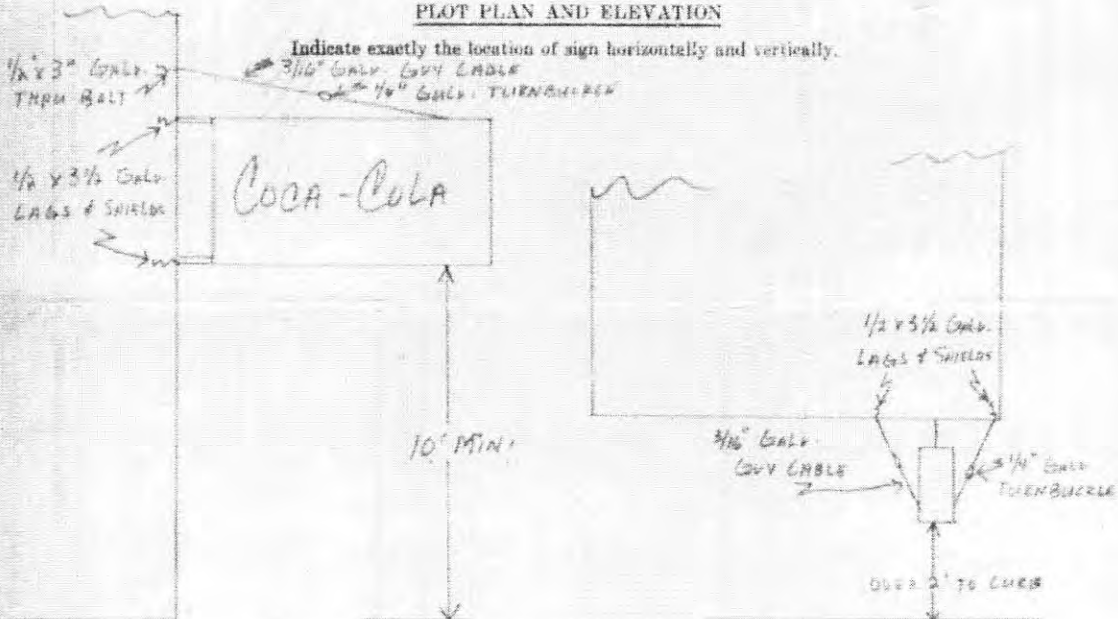 PLOT PLAN AND ELEVATION
Indicate exactly the location of sign horizontally and vertically.
1/2" x 3" GALV.
THRU BOLT
3/16" GALV. GUY CABLE
1/4" GALV. TURNBUCKLE
1/2 x 3 1/2 GALV.
LAGS & SHIELDS
COCA-COLA
10' MIN.
1/2 x 3 1/2 GALV.
LAGS & SHIELDS
3/16" GALV.
GUY CABLE
1/4" GALV.
TURNBUCKLE
OVER 2' TO CURB